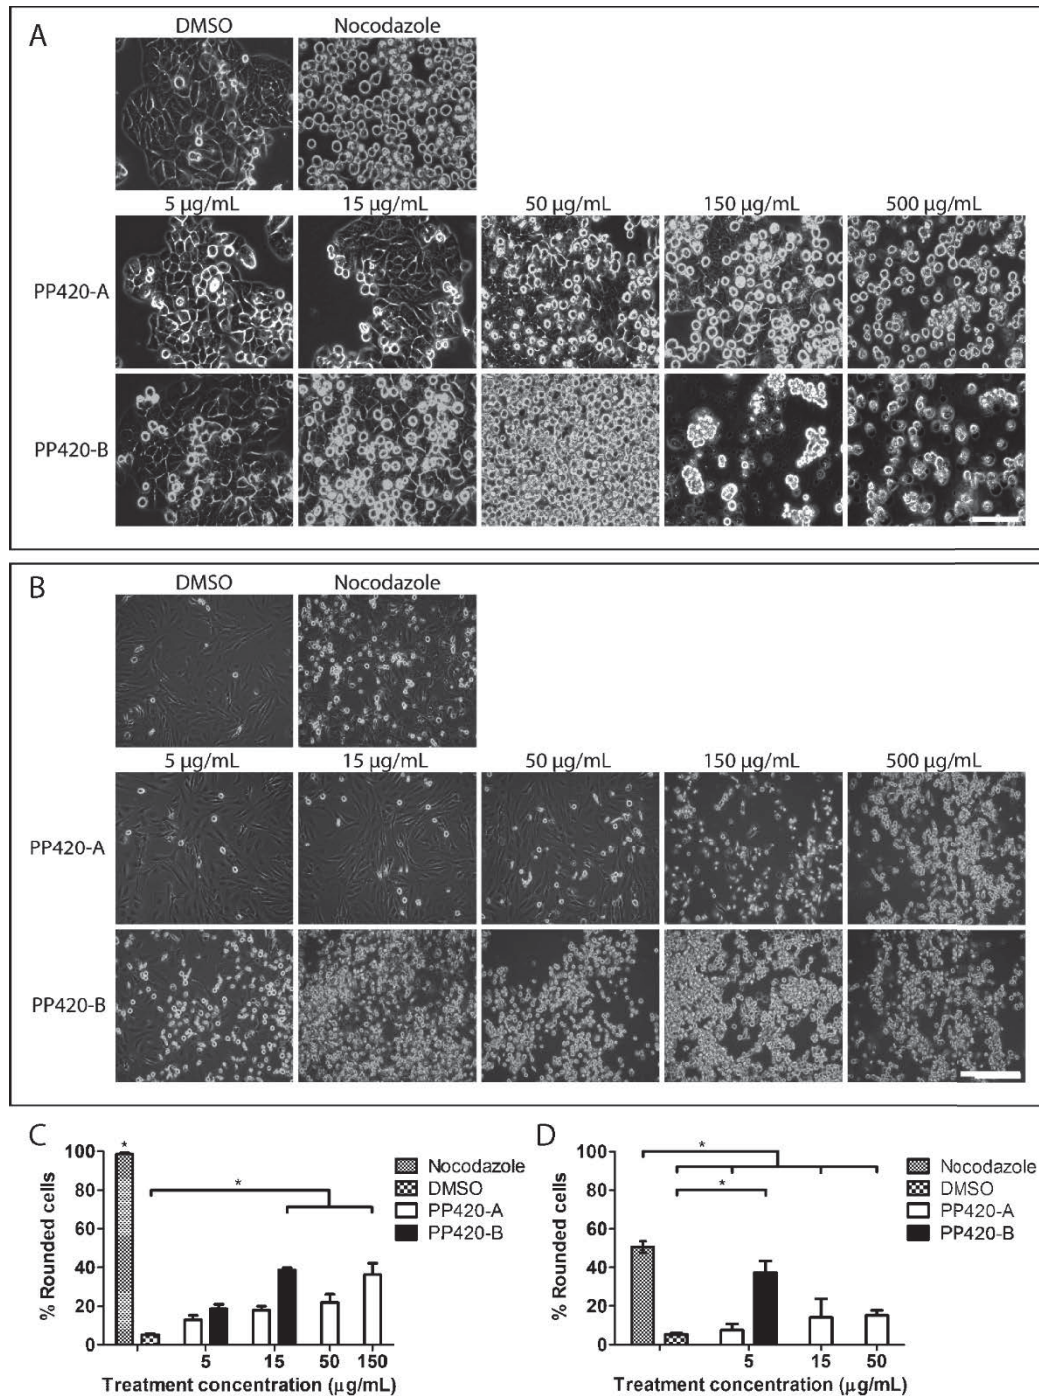 A
DMSO Nocodazole
5 µg/mL 15 µg/mL 50 µg/mL 150 µg/mL 500 µg/mL
PP420-A
PP420-B
B
DMSO Nocodazole
5 µg/mL 15 µg/mL 50 µg/mL 150 µg/mL 500 µg/mL
PP420-A
PP420-B
C
% Rounded cells
100
80
60
40
20
0
*
*
Nocodazole
DMSO
PP420-A
PP420-B
5 15 50 150
Treatment concentration (µg/mL)
D
% Rounded cells
100
80
60
40
20
0
*
*
Nocodazole
DMSO
PP420-A
PP420-B
5 15 50
Treatment concentration (µg/mL)